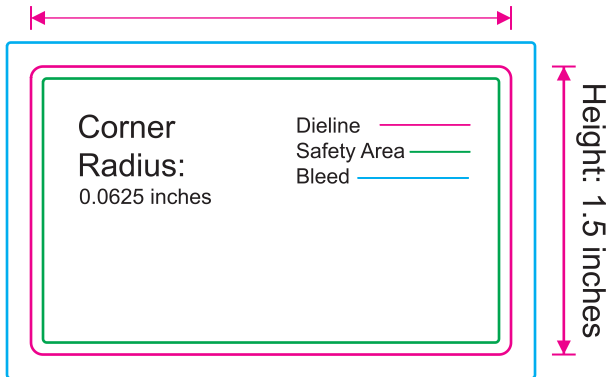 Corner
Radius:
0.0625 inches
Dieline
Safety Area
Bleed
Height: 1.5 inches